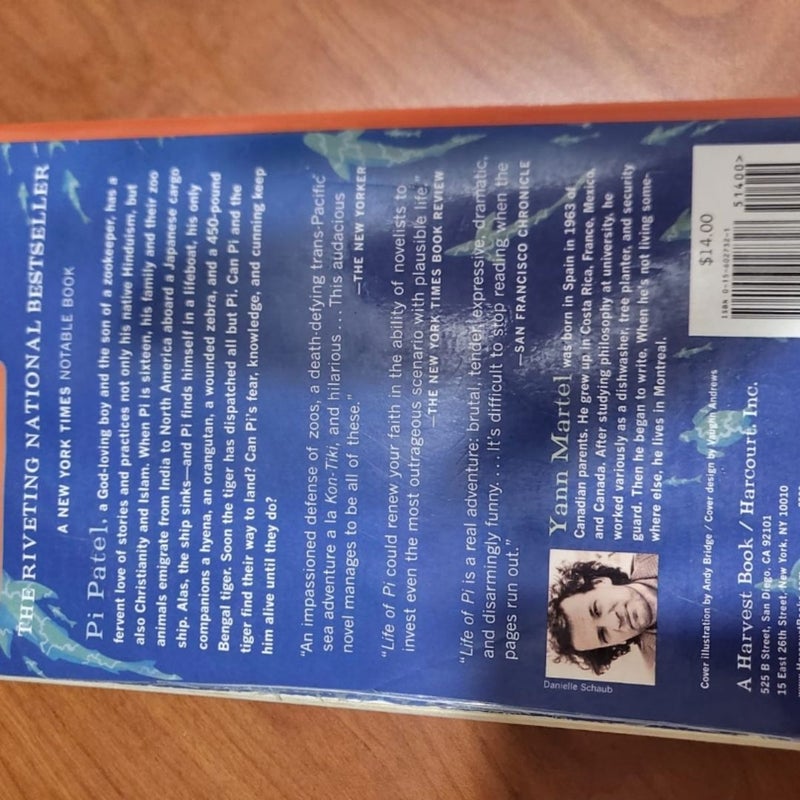 THE RIVETING NATIONAL BESTSELLER
A NEW YORK TIMES NOTABLE BOOK
Pi Patel, a God-loving boy and the son of a zookeeper, has a
fervent love of stories and practices not only his native Hinduism, but
also Christianity and Islam. When Pi is sixteen, his family and their zoo
animals emigrate from India to North America aboard a Japanese cargo
ship. Alas, the ship sinks—and Pi finds himself in a lifeboat, his only
companions a hyena, an orangutan, a wounded zebra, and a 450-pound
Bengal tiger. Soon the tiger has dispatched all but Pi. Can Pi and the
tiger find their way to land? Can Pi's fear, knowledge, and cunning keep
him alive until they do?
"An impassioned defense of zoos, a death-defying trans-Pacific
sea adventure a la Kon-Tiki, and hilarious . . . This audacious
novel manages to be all of these."
—THE NEW YORKER
"Life of Pi could renew your faith in the ability of novelists to
invest even the most outrageous scenario with plausible life."
—THE NEW YORK TIMES BOOK REVIEW
"Life of Pi is a real adventure: brutal, tender, expressive, dramatic,
and disarmingly funny. . . . It's difficult to stop reading when the
pages run out."
—SAN FRANCISCO CHRONICLE
Yann Martel was born in Spain in 1963 of
Canadian parents. He grew up in Costa Rica, France, Mexico,
and Canada. After studying philosophy at university, he
worked variously as a dishwasher, tree planter, and security
guard. Then he began to write. When he's not living some-
where else, he lives in Montreal.
Danielle Schaub
Cover illustration by Andy Bridge / Cover design by Vaughn Andrews
A Harvest Book / Harcourt, Inc.
525 B Street, San Diego, CA 92101
15 East 26th Street, New York, NY 10010
$14.00
ISBN 0-15-602732-1
51400>